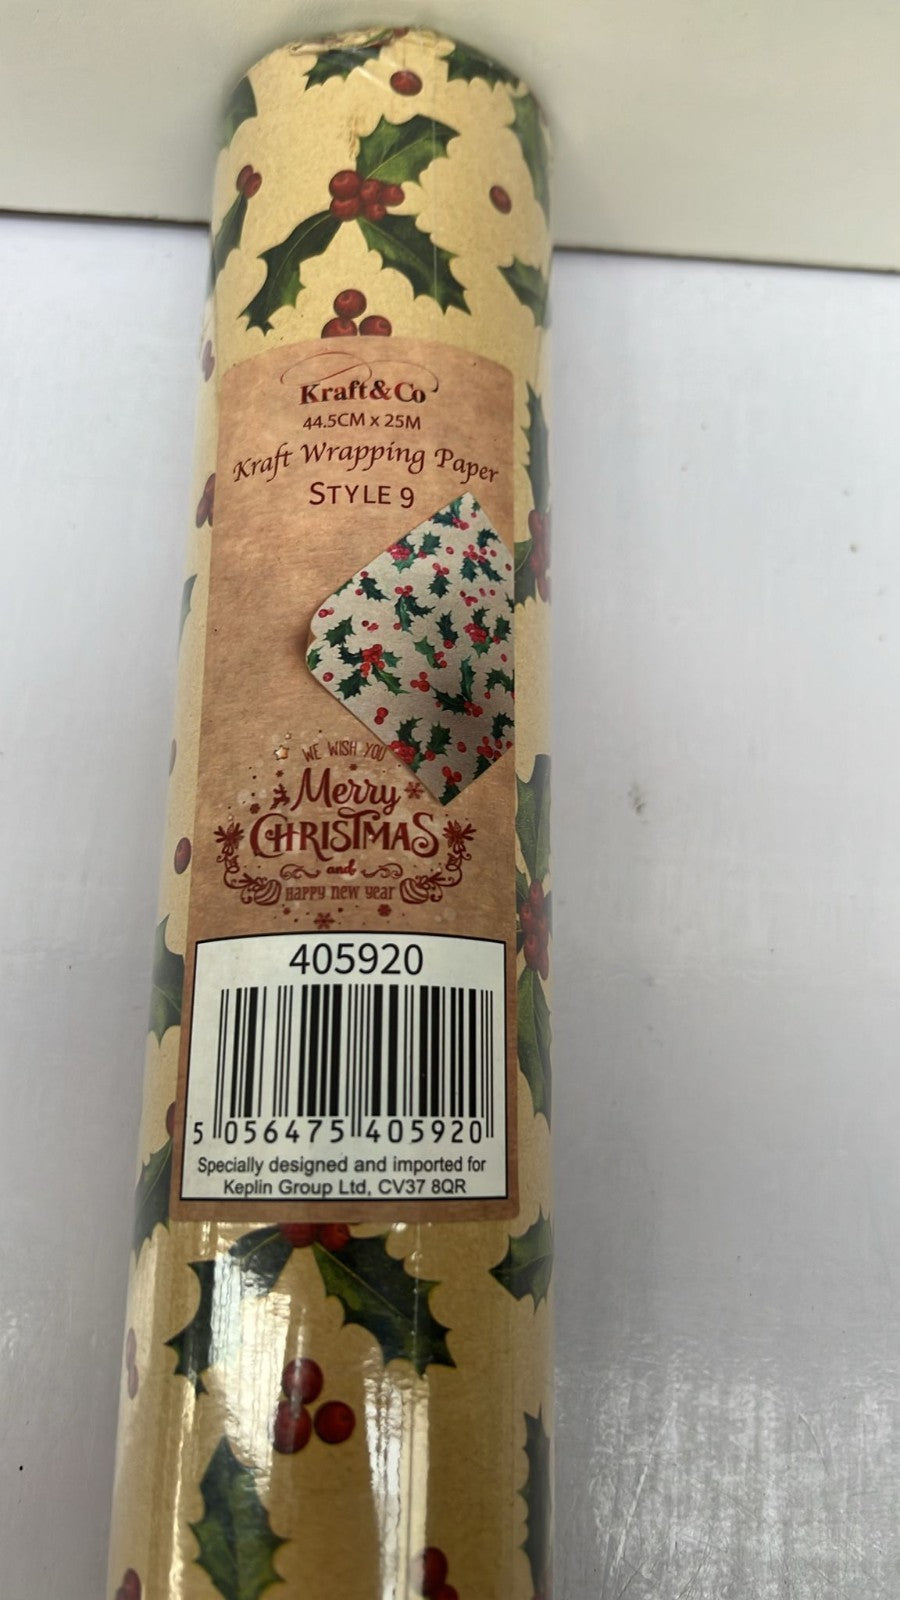 Kraft&Co
44.5CM x 25M
Kraft Wrapping Paper
STYLE 9
WE WISH YOU
Merry
CHRISTMAS
and
HAPPY NEW YEAR
405920
5 056475 405920
Specially designed and imported for
Keplin Group Ltd, CV37 8QR